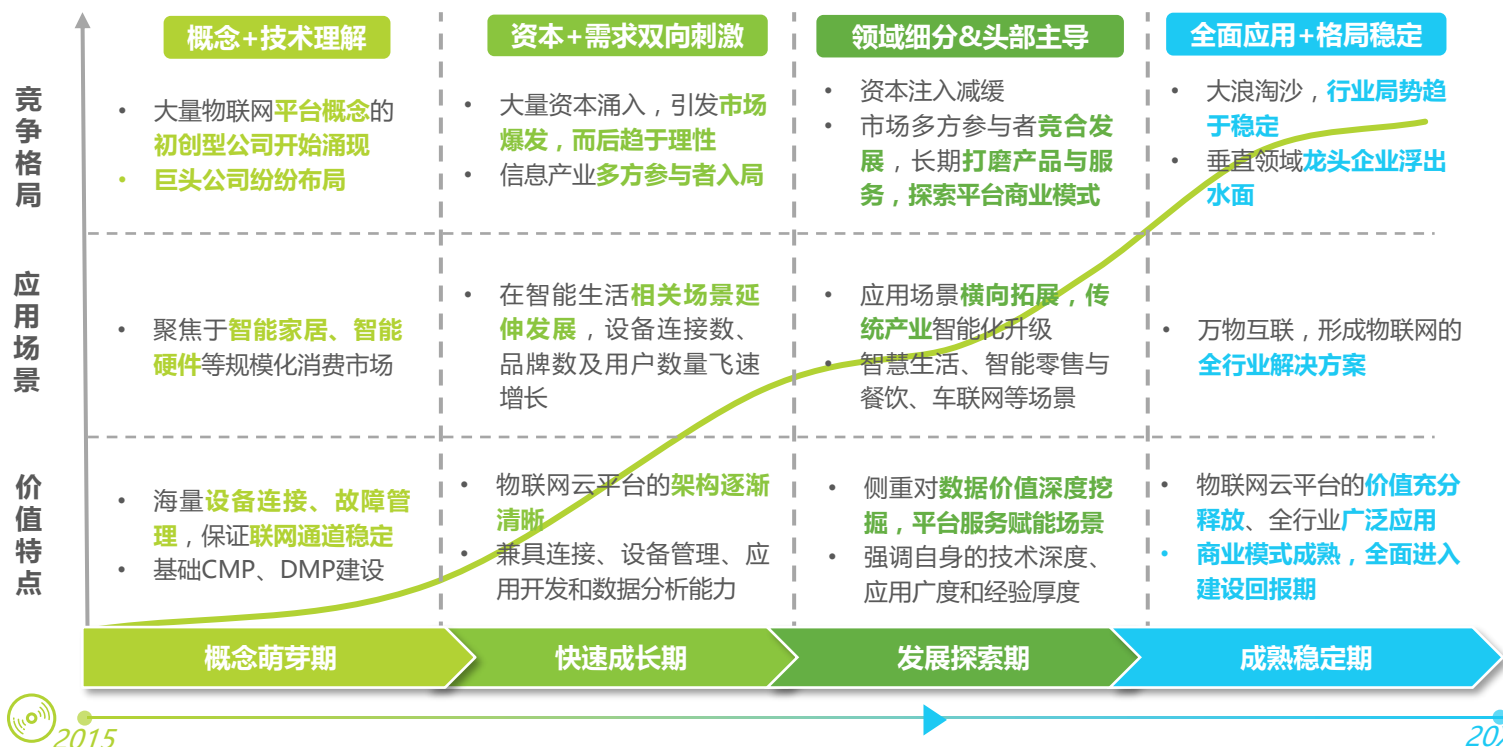 概念+技术理解
资本+需求双向刺激
领域细分&头部主导
全面应用+格局稳定
竞争格局
• 大量物联网平台概念的
初创型公司开始涌现
• 巨头公司纷纷布局
• 大量资本涌入，引发市场
爆发，而后趋于理性
• 信息产业多方参与者入局
• 资本注入减缓
• 市场多方参与者竞合发
展，长期打磨产品与服
务，探索平台商业模式
• 大浪淘沙，行业局势趋
于稳定
• 垂直领域龙头企业浮出
水面
应用场景
• 聚焦于智能家居、智能
硬件等规模化消费市场
• 在智能生活相关场景延
伸发展，设备连接数、
品牌数及用户数量飞速
增长
• 应用场景横向拓展，传
统产业智能化升级
• 智慧生活、智能零售与
餐饮、车联网等场景
• 万物互联，形成物联网的
全行业解决方案
价值特点
• 海量设备连接、故障管
理，保证联网通道稳定
• 基础CMP、DMP建设
• 物联网云平台的架构逐渐
清晰
• 兼具连接、设备管理、应
用开发和数据分析能力
• 侧重对数据价值深度挖
掘，平台服务赋能场景
• 强调自身的技术深度、
应用广度和经验厚度
• 物联网云平台的价值充分
释放、全行业广泛应用
• 商业模式成熟，全面进入
建设回报期
概念萌芽期
快速成长期
发展探索期
成熟稳定期
2015